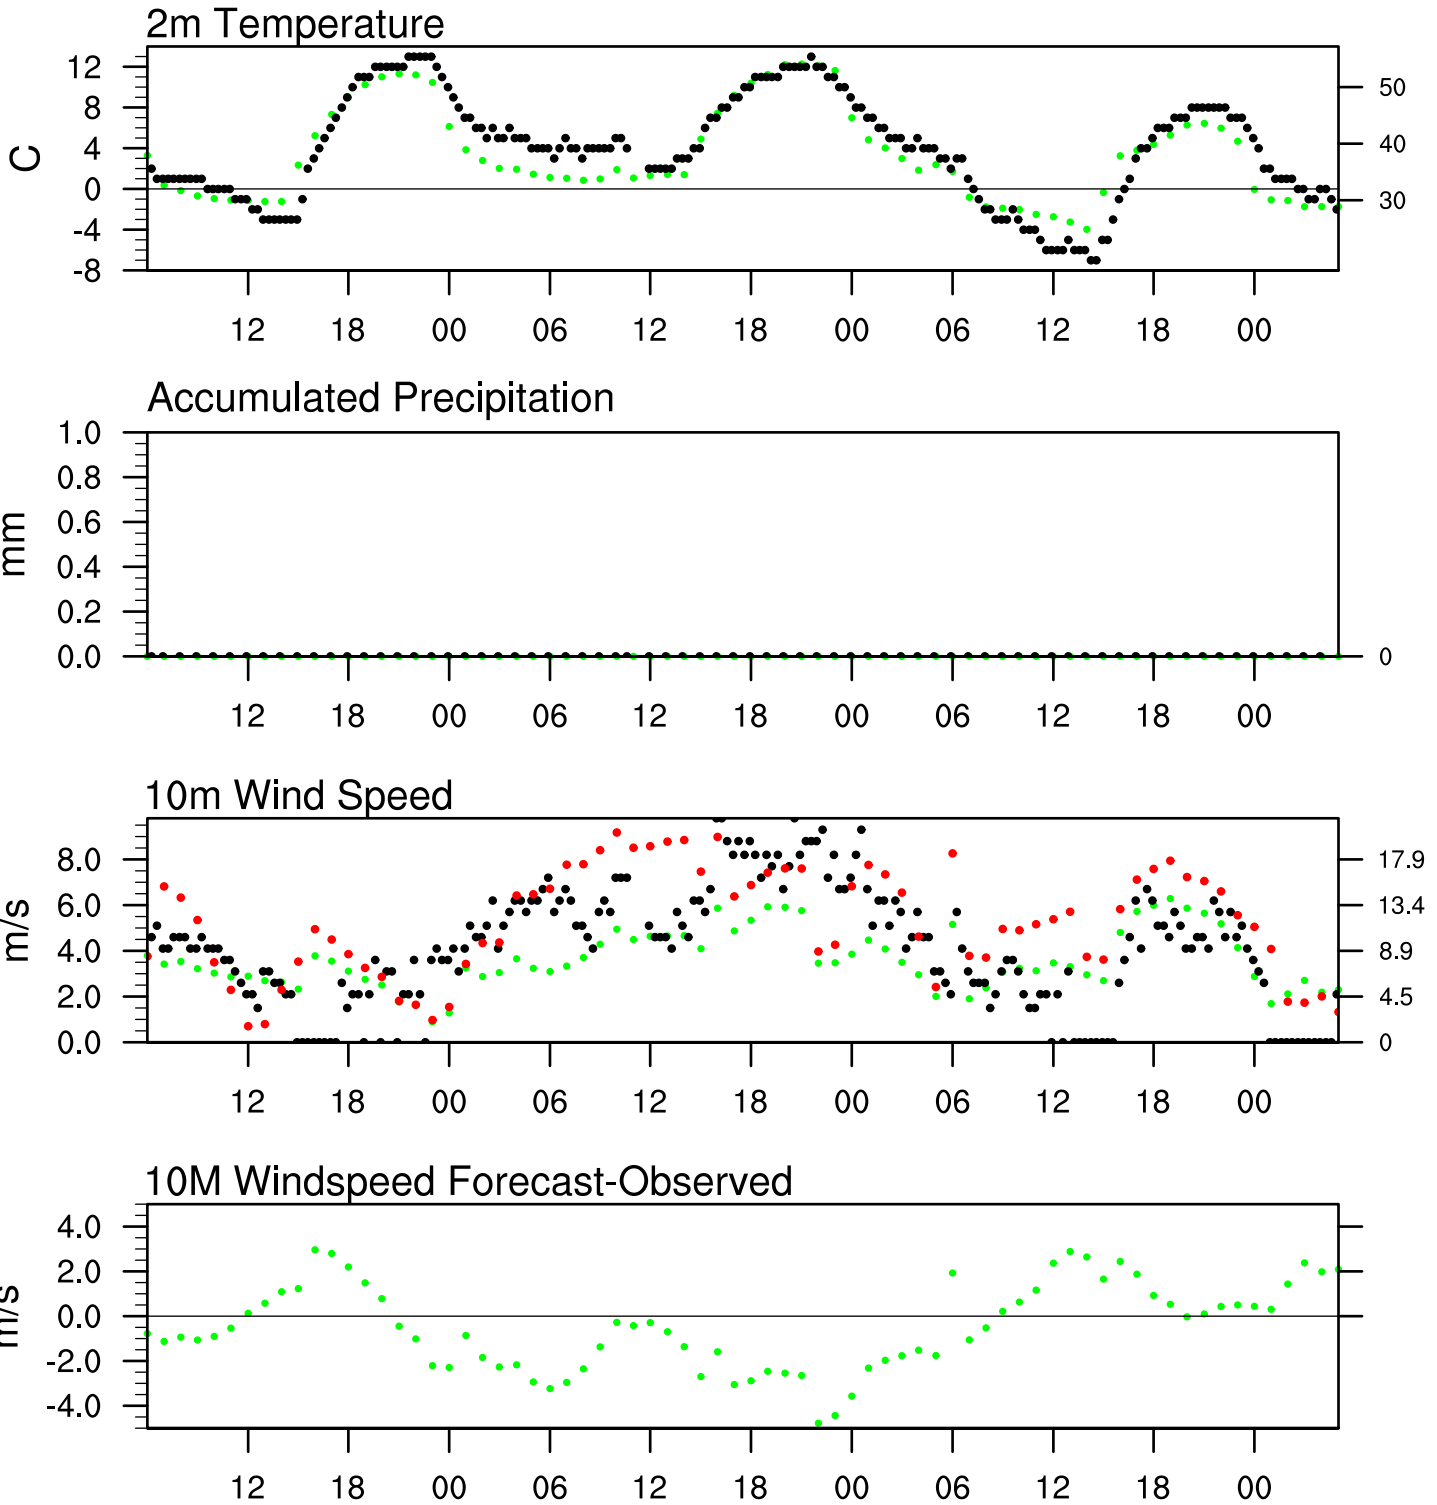 2m Temperature
12
8
4
0
-4
-8
C
50
40
30
12 18 00 06 12 18 00 06 12 18 00
Accumulated Precipitation
1.0
0.8
0.6
0.4
0.2
0.0
mm
0
12 18 00 06 12 18 00 06 12 18 00
10m Wind Speed
8.0
6.0
4.0
2.0
0.0
m/s
17.9
13.4
8.9
4.5
0
12 18 00 06 12 18 00 06 12 18 00
10M Windspeed Forecast-Observed
4.0
2.0
0.0
-2.0
-4.0
m/s
12 18 00 06 12 18 00 06 12 18 00